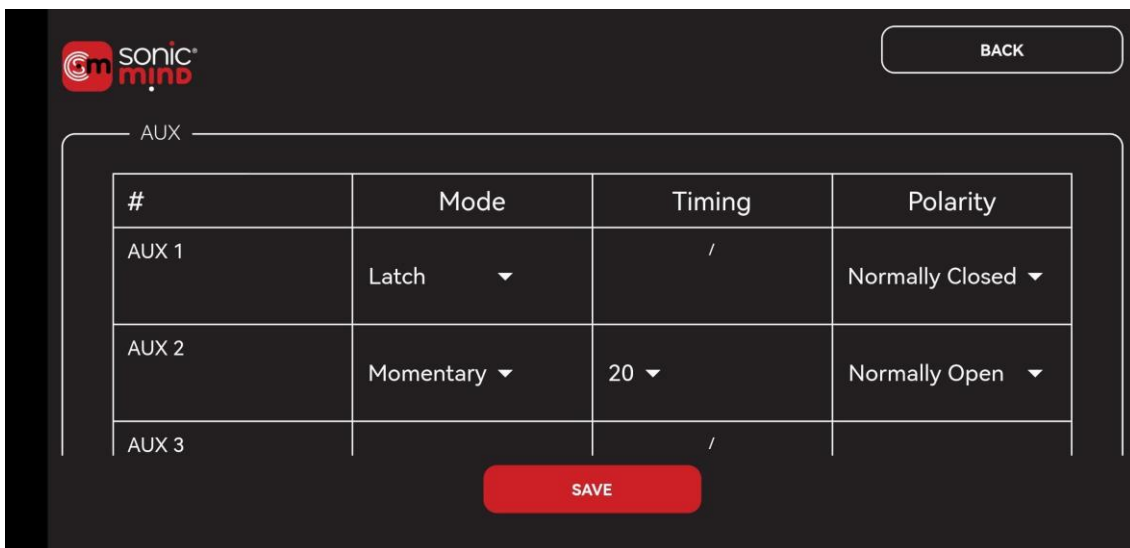 sonic®
mind
BACK
AUX
# Mode Timing Polarity
AUX 1 Latch / Normally Closed
AUX 2 Momentary 20 Normally Open
AUX 3 /
SAVE